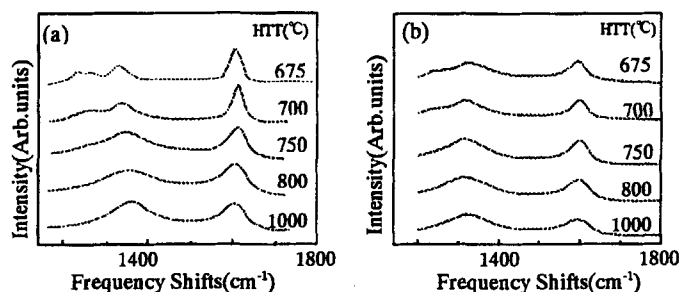 (a)
HTT(℃)
675
700
750
800
1000
1400
1800
Frequency Shifts(cm⁻¹)
Intensity(Arb.units)
(b)
HTT(℃)
675
700
750
800
1000
1400
1800
Frequency Shifts(cm⁻¹)
Intensity(Arb.units)